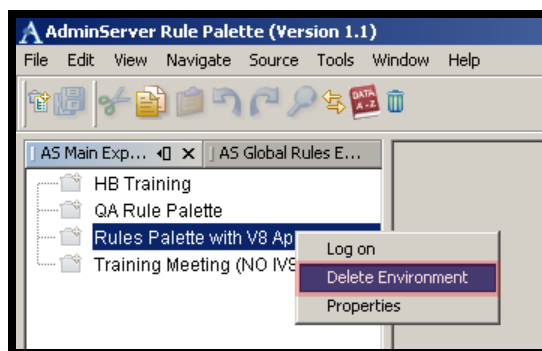 AdminServer Rule Palette (Version 1.1)
File Edit View Navigate Source Tools Window Help
DATA
A-Z
AS Main Exp... AS Global Rules E...
HB Training
QA Rule Palette
Rules Palette with V8 Ap
Training Meeting (NO IVS
Log on
Delete Environment
Properties